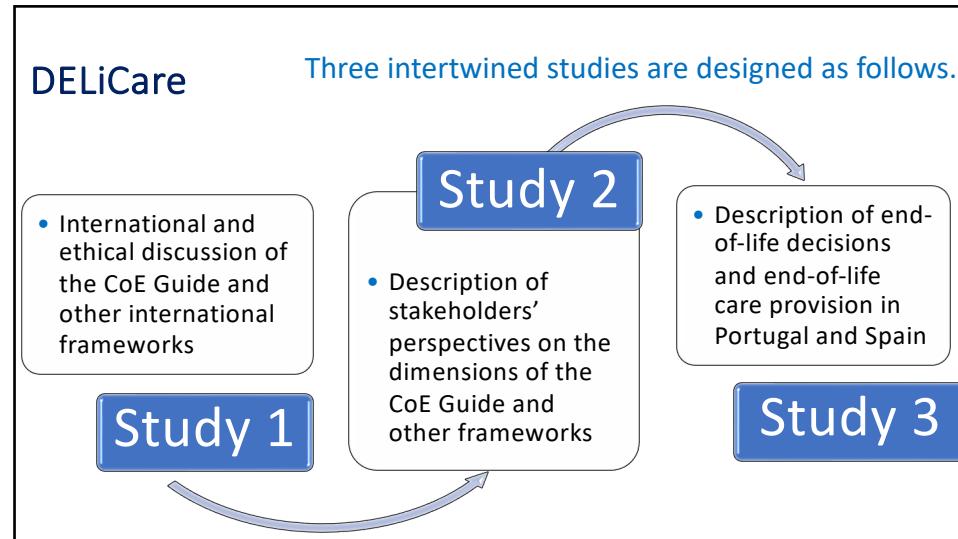 DELiCare
Three intertwined studies are designed as follows.
• International and
ethical discussion of
the CoE Guide and
other international
frameworks
Study 1
Study 2
• Description of
stakeholders’
perspectives on the
dimensions of the
CoE Guide and
other frameworks
• Description of end-
of-life decisions
and end-of-life
care provision in
Portugal and Spain
Study 3